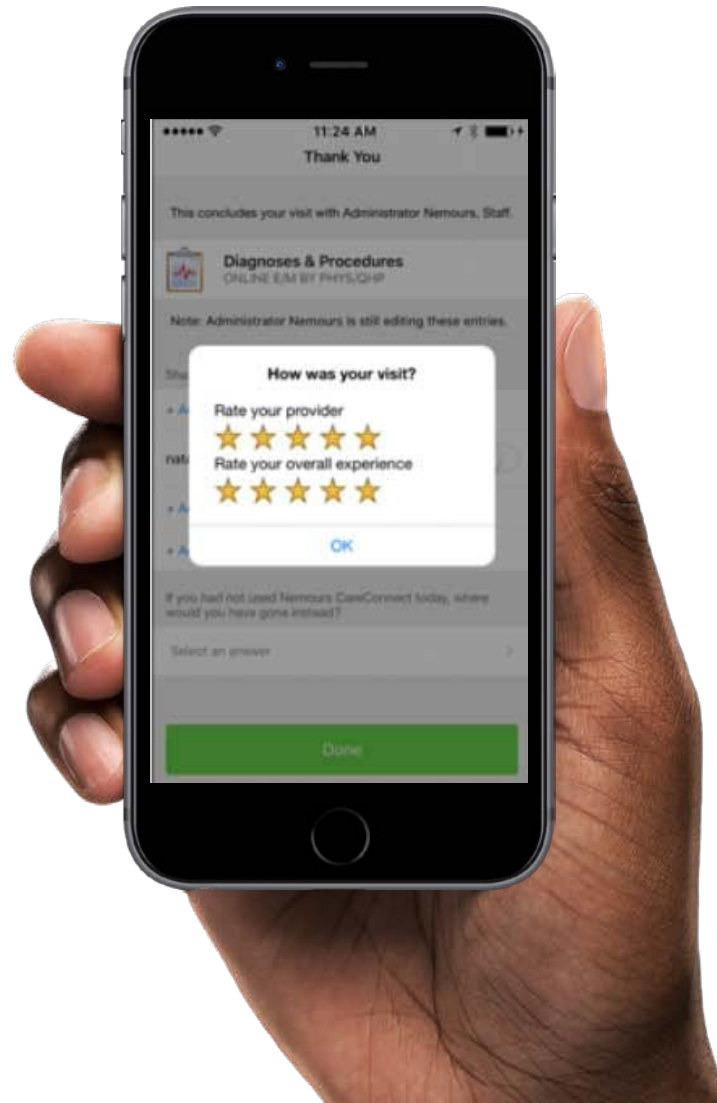 11:24 AM
Thank You
This concludes your visit with Administrator Nemours, Staff.
Diagnoses & Procedures
ONLINE E/M BY PHYS/QHP
Note: Administrator Nemours is still editing these entries.
Sha
How was your visit?
+ A
Rate your provider
nata
Rate your overall experience
+ A
+ A
OK
If you had not used Nemours CareConnect today, where
would you have gone instead?
Select an answer
Done